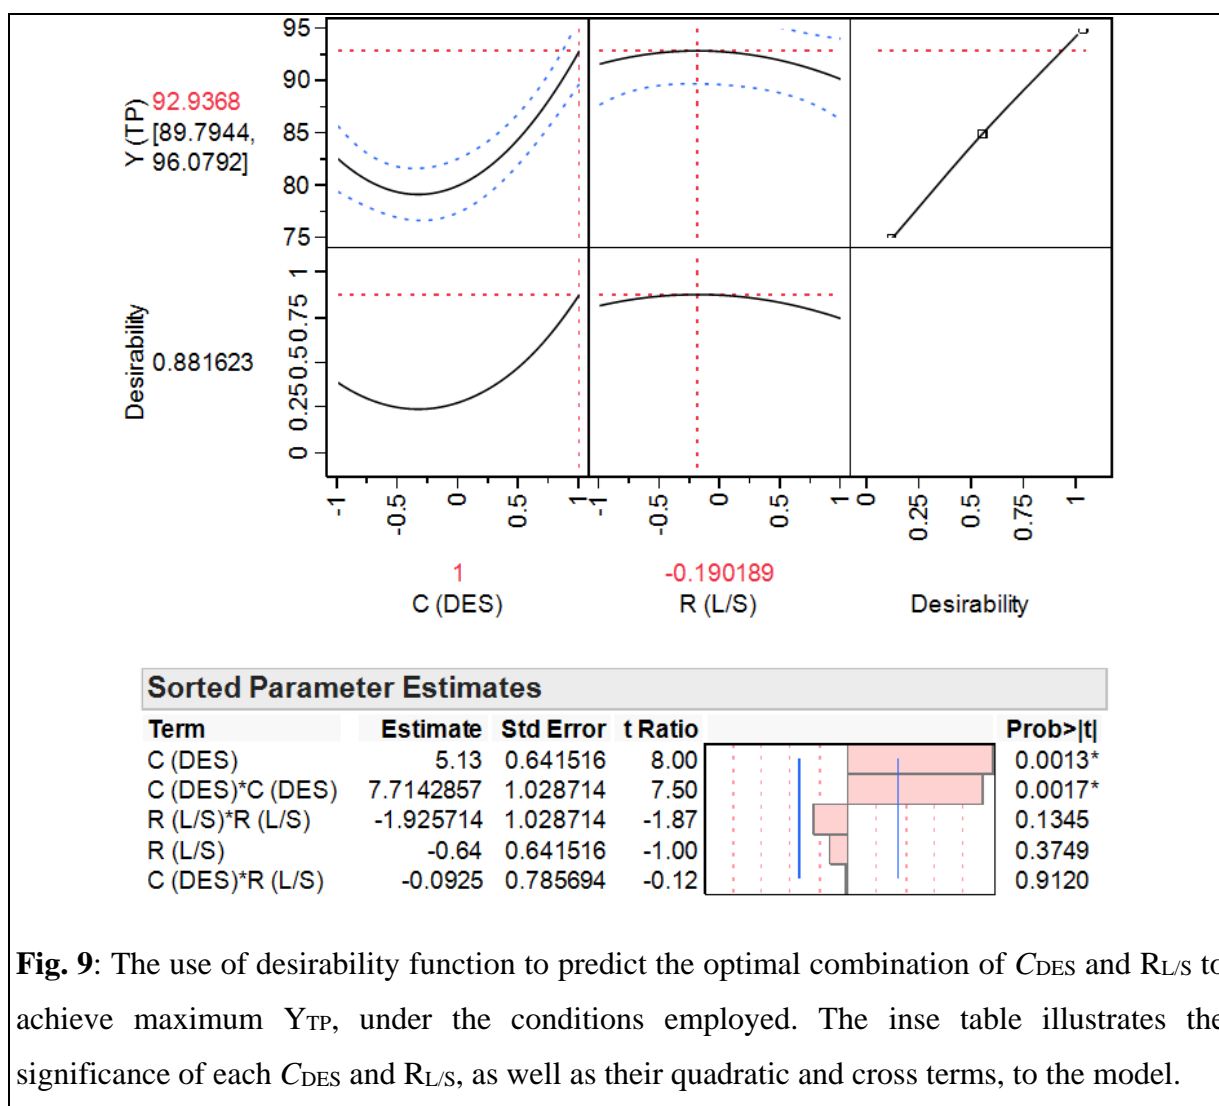 95
90
85
80
75
Y (TP)
92.9368
[89.7944,
96.0792]
Desirability
0.881623
1
0.75
0.5
0.25
0
-1
-0.5
0
0.5
1
-1
-0.5
0
0.5
1
0
0.25
0.5
0.75
1
1
C (DES)
-0.190189
R (L/S)
Desirability
Sorted Parameter Estimates
Term Estimate Std Error t Ratio Prob>|t|
C (DES) 5.13 0.641516 8.00 0.0013*
C (DES)*C (DES) 7.7142857 1.028714 7.50 0.0017*
R (L/S)*R (L/S) -1.925714 1.028714 -1.87 0.1345
R (L/S) -0.64 0.641516 -1.00 0.3749
C (DES)*R (L/S) -0.0925 0.785694 -0.12 0.9120
Fig. 9: The use of desirability function to predict the optimal combination of CDES and RL/S to
achieve maximum YTP, under the conditions employed. The inse table illustrates the
significance of each CDES and RL/S, as well as their quadratic and cross terms, to the model.